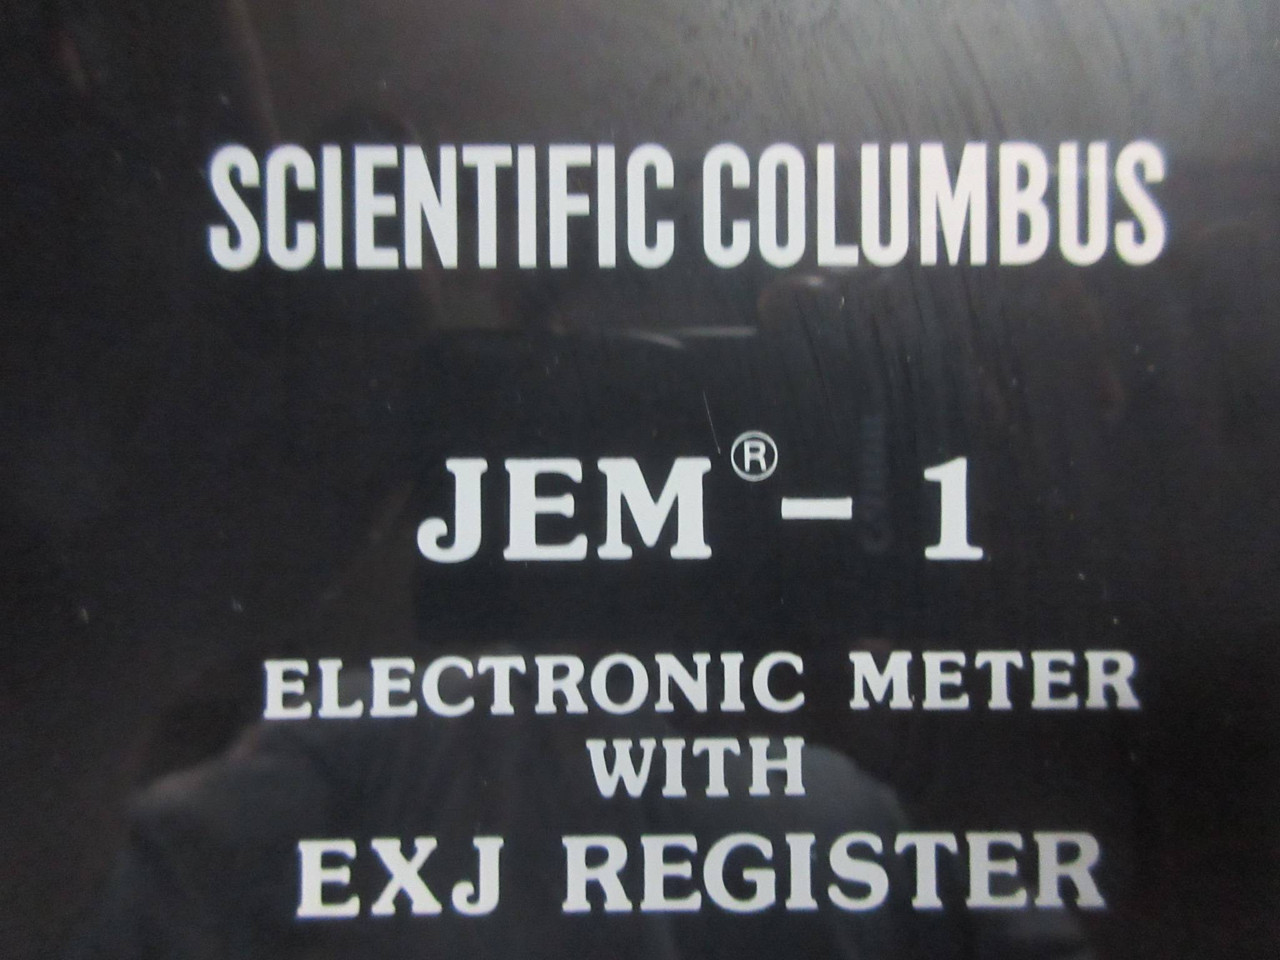 SCIENTIFIC COLUMBUS
JEM® - 1
ELECTRONIC METER
WITH
EXJ REGISTER